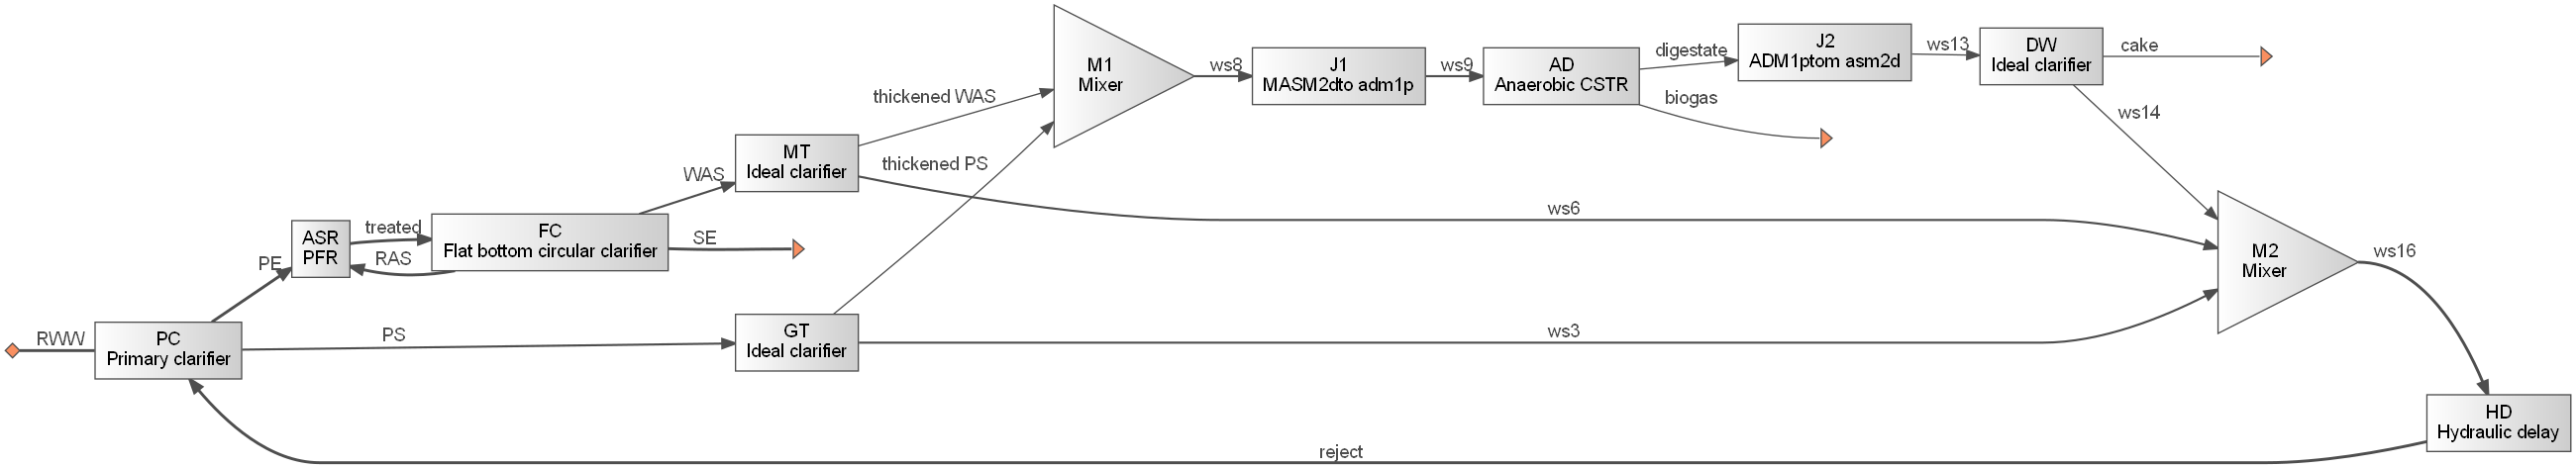 RWW
PC
Primary clarifier
PE
PS
ASR
PFR
treated
RAS
FC
Flat bottom circular clarifier
WAS
SE
MT
Ideal clarifier
GT
Ideal clarifier
thickened WAS
thickened PS
M1
Mixer
ws8
J1
MASM2dto adm1p
ws9
AD
Anaerobic CSTR
digestate
biogas
J2
ADM1ptom asm2d
ws13
DW
Ideal clarifier
cake
ws14
ws6
ws3
M2
Mixer
ws16
HD
Hydraulic delay
reject